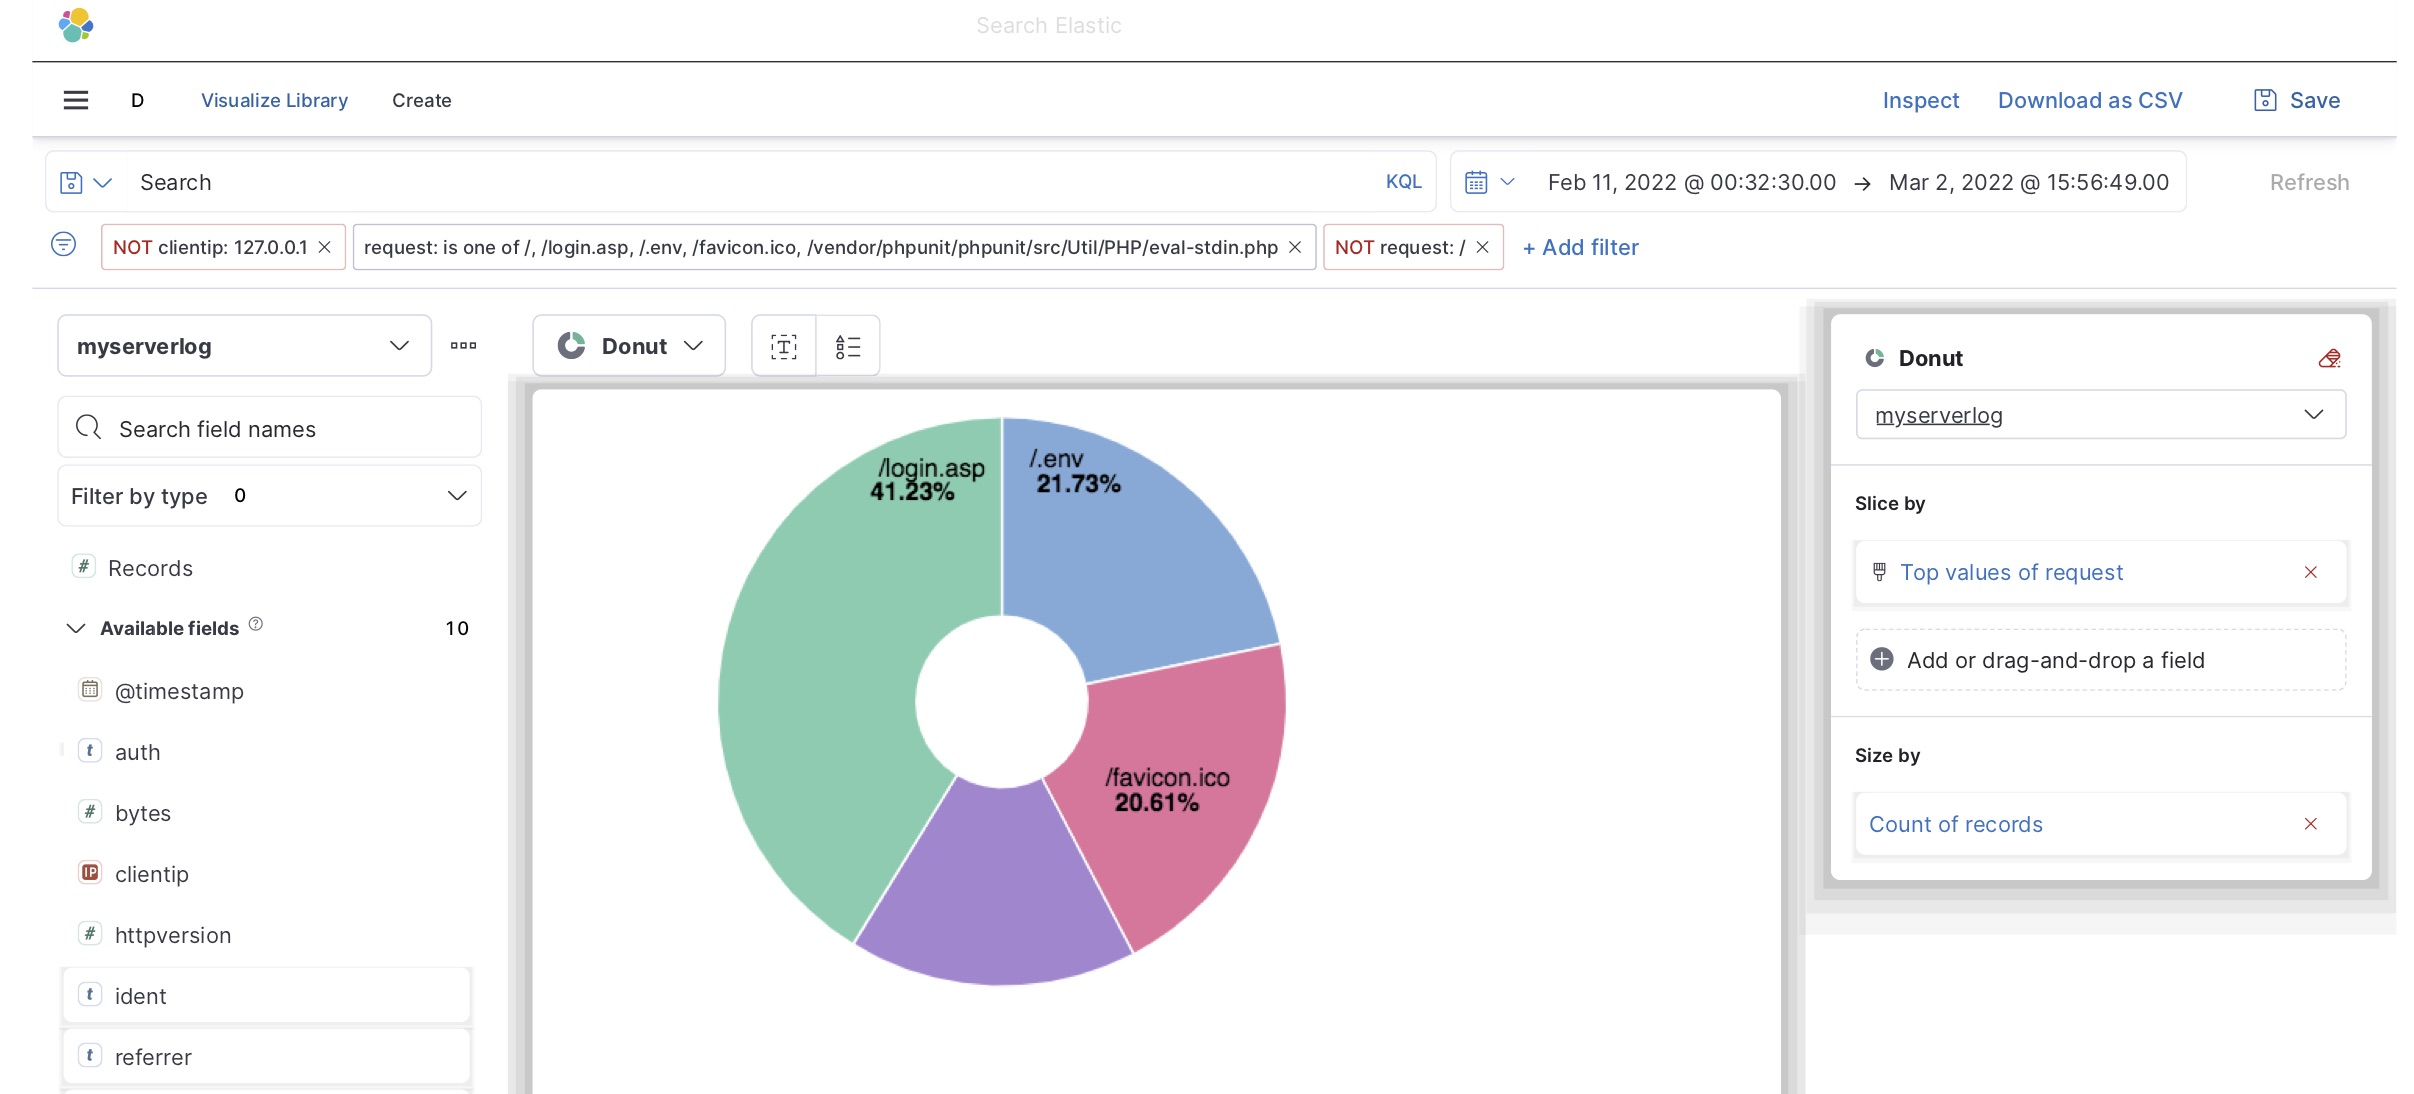 Search Elastic
D Visualize Library Create Inspect Download as CSV Save
Search KQL Feb 11, 2022 @ 00:32:30.00 → Mar 2, 2022 @ 15:56:49.00 Refresh
NOT clientip: 127.0.0.1 × request: is one of /, /login.asp, /.env, /favicon.ico, /vendor/phpunit/phpunit/src/Util/PHP/eval-stdin.php × NOT request: / × + Add filter
myserverlog
Search field names
Filter by type 0
# Records
Available fields ? 10
@timestamp
t auth
# bytes
IP clientip
# httpversion
t ident
t referrer
Donut
/login.asp
41.23%
/.env
21.73%
/favicon.ico
20.61%
Donut
myserverlog
Slice by
Top values of request ×
Add or drag-and-drop a field
Size by
Count of records ×